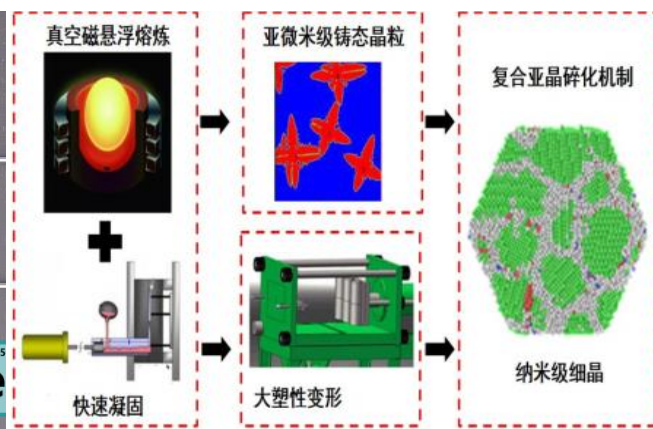 真空磁悬浮熔炼
亚微米级铸态晶粒
复合亚晶碎化机制
快速凝固
大塑性变形
纳米级细晶
5
e